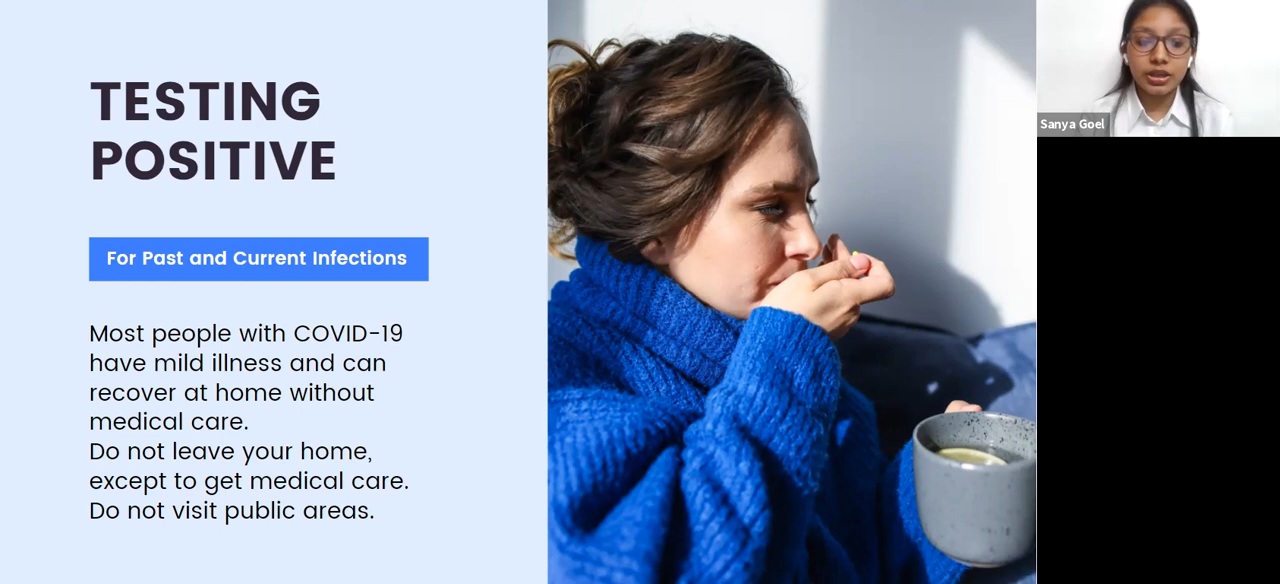 TESTING
POSITIVE
For Past and Current Infections
Most people with COVID-19
have mild illness and can
recover at home without
medical care.
Do not leave your home,
except to get medical care.
Do not visit public areas.
Sanya Goel